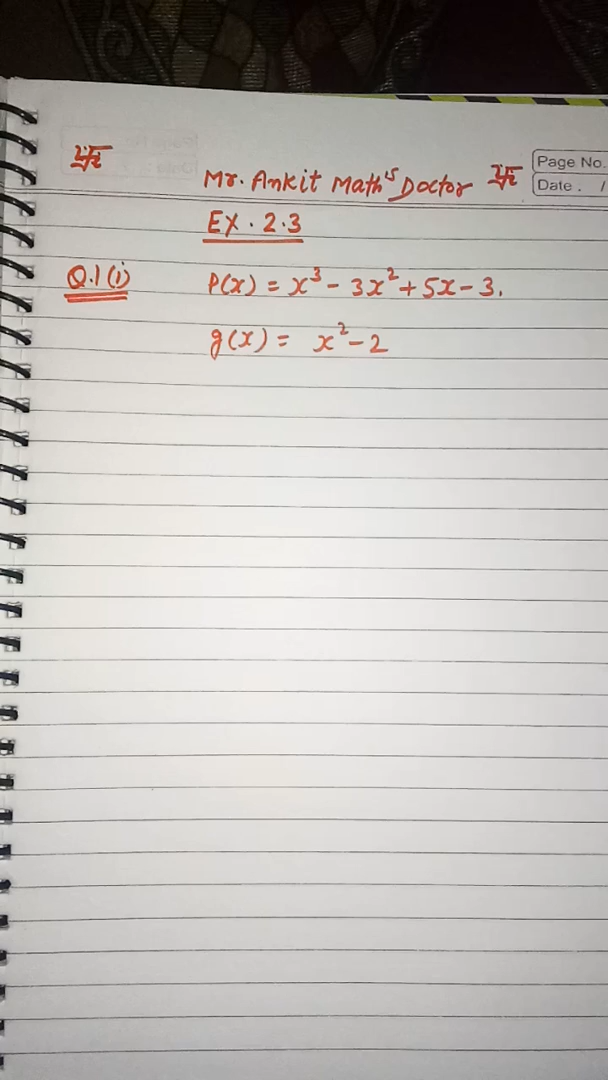 Page No.
Mr. Ankit Math's Doctor
Date. /
EX. 2.3
Q.1 (i) P(x) = x³ - 3x² + 5x - 3.
g(x) = x² - 2